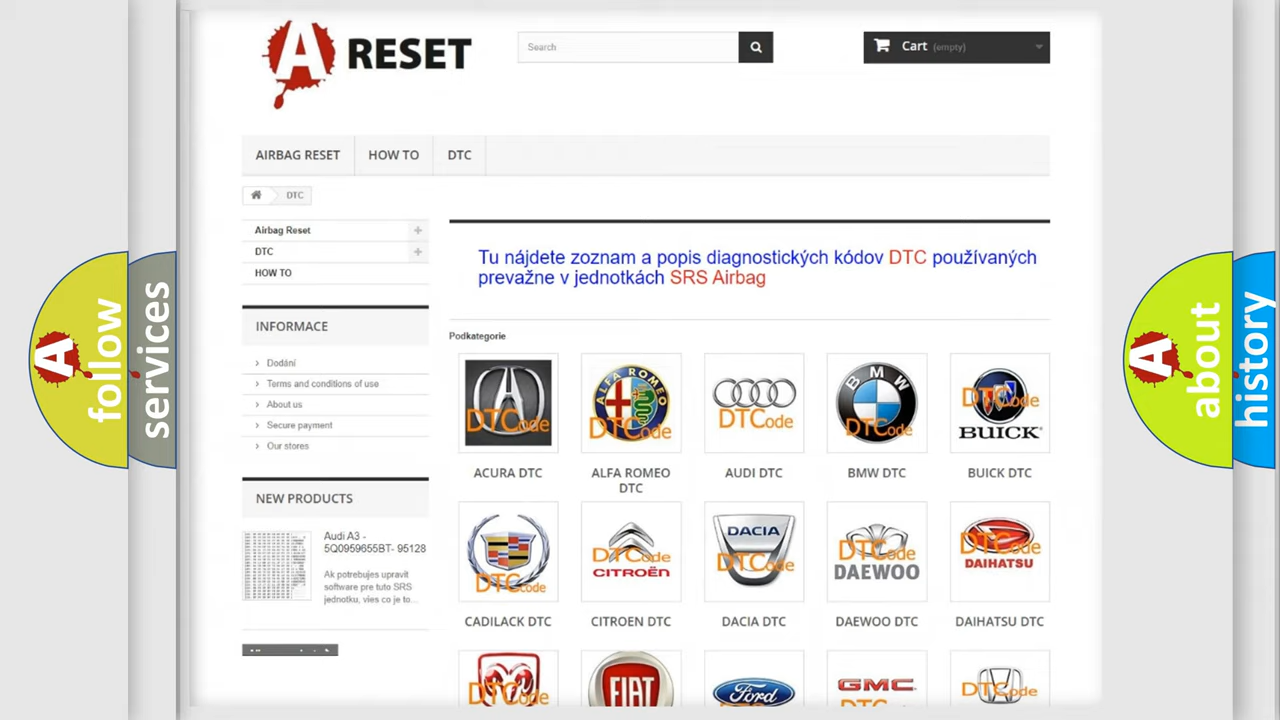 A RESET
Search
Cart (empty)
AIRBAG RESET
HOW TO
DTC
DTC
Airbag Reset
DTC
HOW TO
Tu nájdete zoznam a popis diagnostických kódov DTC používaných
prevažne v jednotkách SRS Airbag
INFORMACE
Dodání
Terms and conditions of use
About us
Secure payment
Our stores
Podkategorie
DTCode
ALFA ROMEO
DTCode
DTCode
BMW
DTCode
DTCode
BUICK
ACURA DTC
ALFA ROMEO
DTC
AUDI DTC
BMW DTC
BUICK DTC
NEW PRODUCTS
Audi A3 -
5Q0959655BT- 95128
Ak potrebujes upravit
software pre tuto SRS
jednotku, vies co je to...
DTCode
DTCode
CITROËN
DACIA
DTCode
DTCode
DAEWOO
DTCode
DAIHATSU
CADILACK DTC
CITROEN DTC
DACIA DTC
DAEWOO DTC
DAIHATSU DTC
DTCode
FIAT
Ford
GMC
DTCode
A follow
services
A about
history